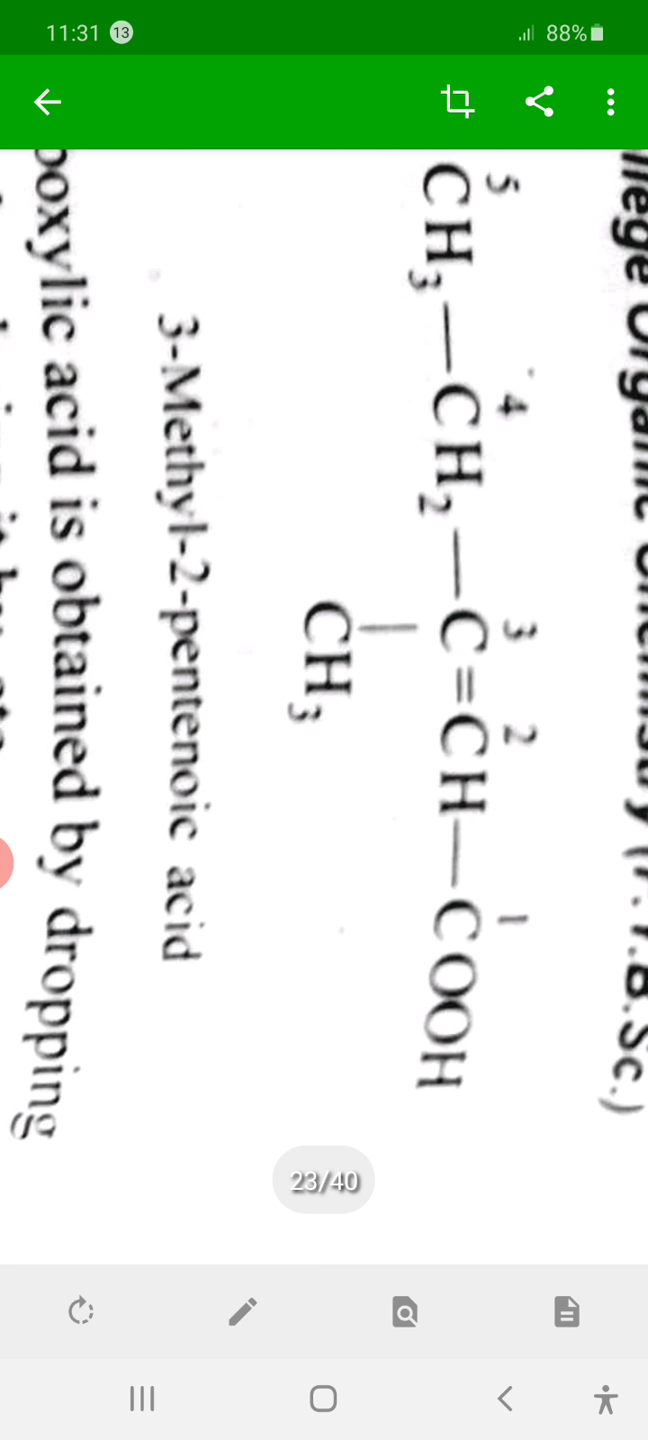 11:31 13 88%
5 4 3 2 1
CH₃—CH₂—C=CH—COOH
|
CH₃
3-Methyl-2-pentenoic acid
acid is obtained by dropping
23/40